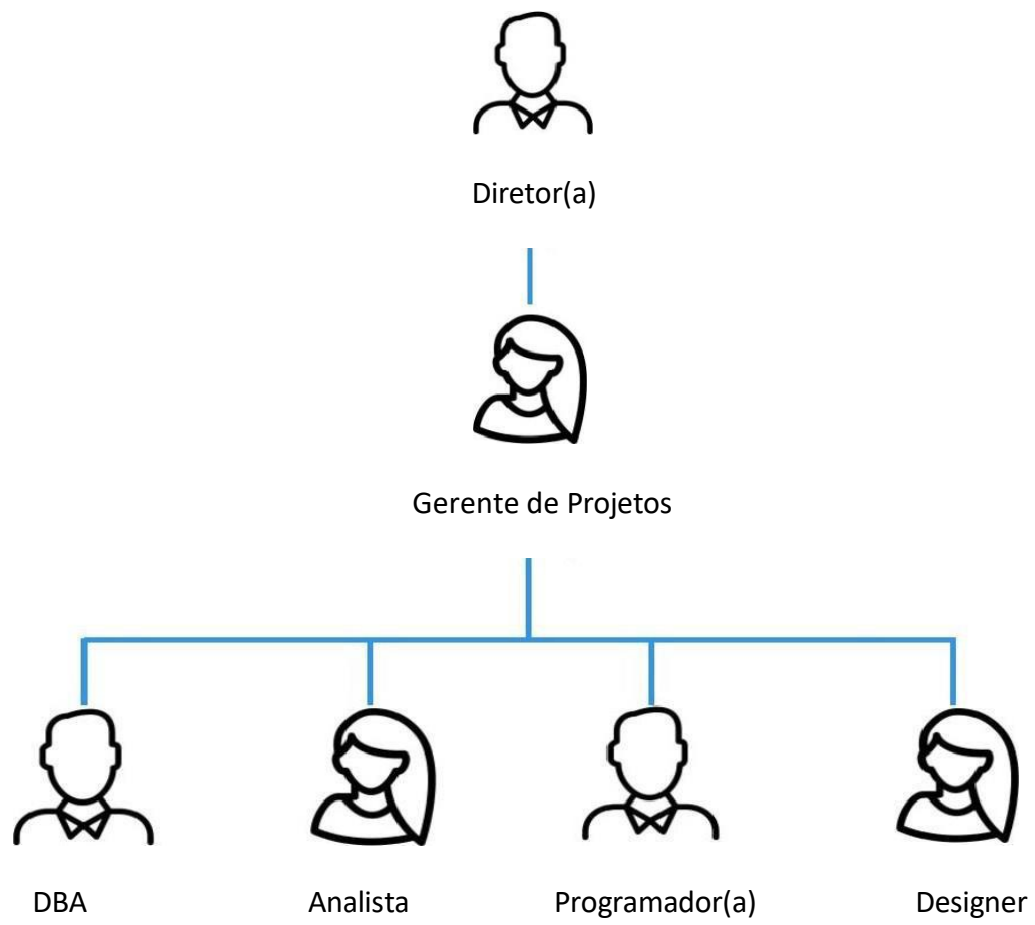 Diretor(a)
Gerente de Projetos
DBA
Analista
Programador(a)
Designer